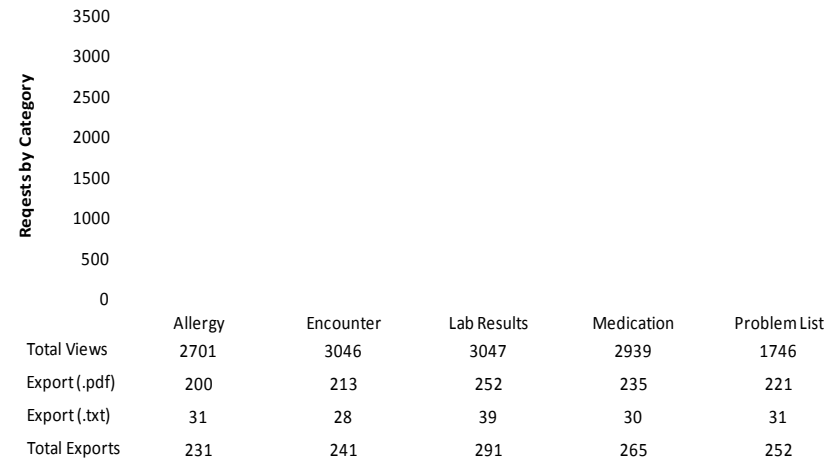 3500
3000
2500
2000
1500
1000
500
0
Reqests by Category
Allergy Encounter Lab Results Medication Problem List
Total Views 2701 3046 3047 2939 1746
Export (.pdf) 200 213 252 235 221
Export (.txt) 31 28 39 30 31
Total Exports 231 241 291 265 252